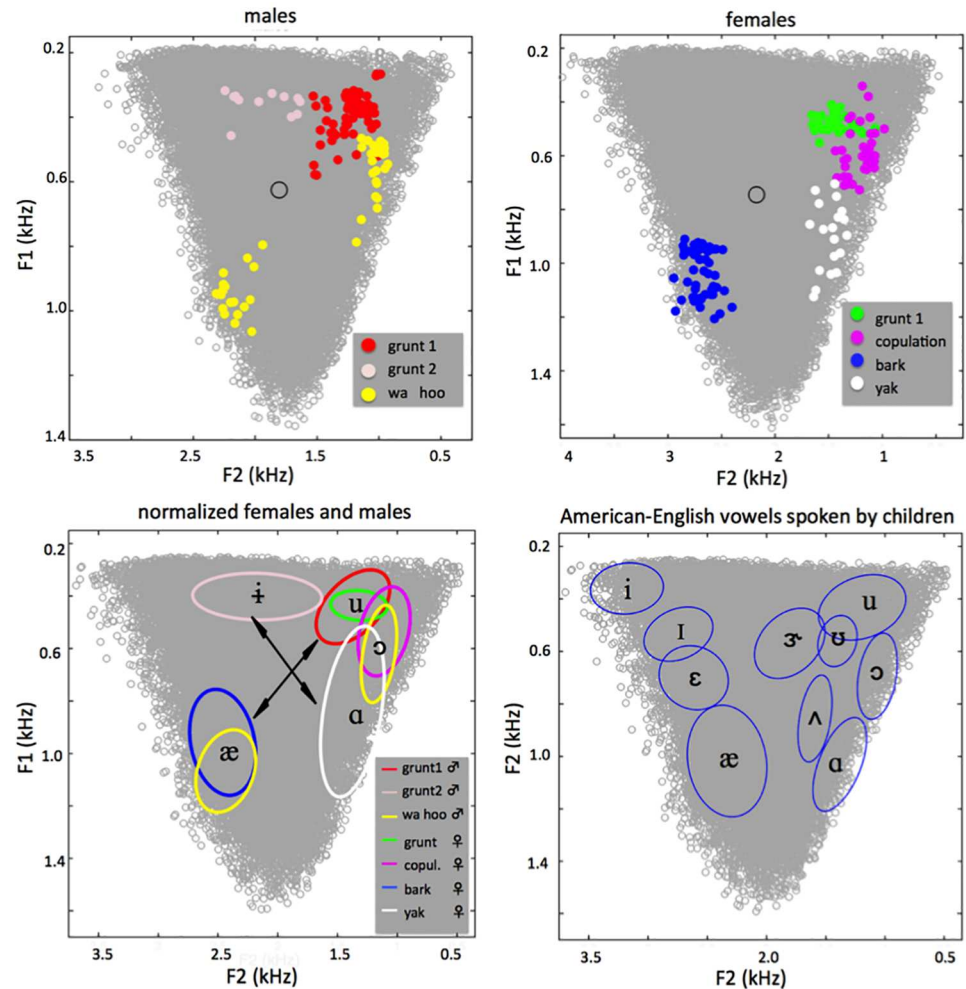 males
0.2
0.6
1.0
1.4
F1 (kHz)
3.5 2.5 1.5 0.5
F2 (kHz)
grunt 1
grunt 2
wa hoo
females
0.2
0.6
1.0
1.4
F1 (kHz)
4 3 2 1
F2 (kHz)
grunt 1
copulation
bark
yak
normalized females and males
0.2
0.6
1.0
1.4
F1 (kHz)
3.5 2.5 1.5 0.5
F2 (kHz)
ɨ
u
ɔ
ɑ
æ
grunt1 ♂
grunt2 ♂
wa hoo ♂
grunt ♀
copul. ♀
bark ♀
yak ♀
American-English vowels spoken by children
0.2
0.6
1.0
1.4
F2 (kHz)
3.5 2.0 0.5
F2 (kHz)
i
u
ɪ
ɝ
ʊ
ɛ
ɔ
ʌ
æ
ɑ